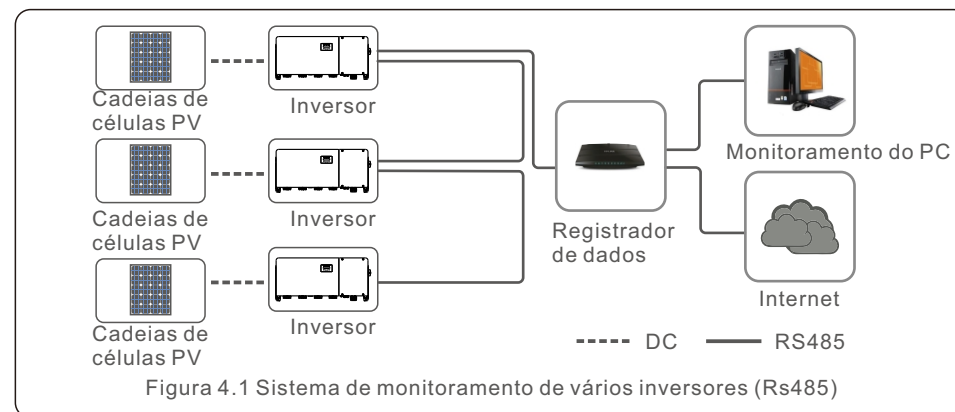 Cadeias de
células PV
Inversor
Cadeias de
células PV
Inversor
Cadeias de
células PV
Inversor
Registrador
de dados
Monitoramento do PC
Internet
DC
RS485
Figura 4.1 Sistema de monitoramento de vários inversores (Rs485)